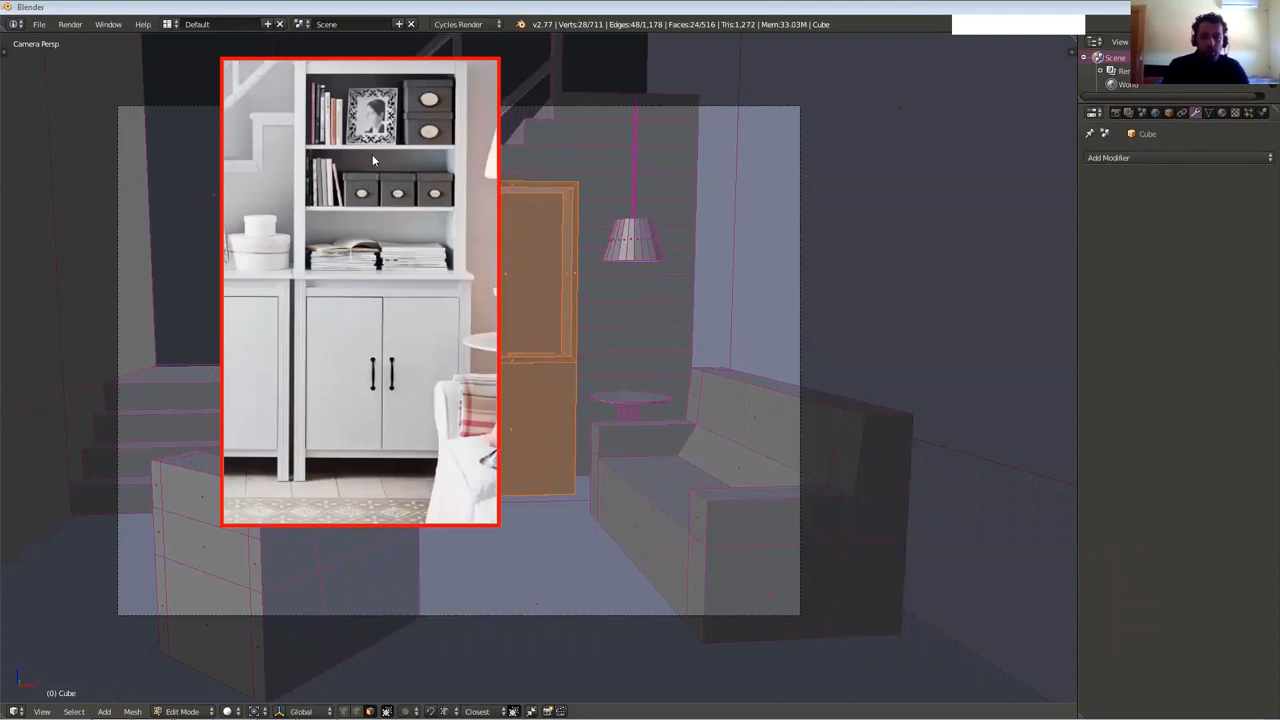 Blender
File Render Window Help Default Scene Cycles Render v2.77 | Verts:28/711 | Edges:48/1,178 | Faces:24/516 | Tris:1,272 | Mem:33.03M | Cube
Camera Persp
View
Scene
Ren
World
Cube
Add Modifier
(0) Cube
View Select Add Mesh Edit Mode Global Closest